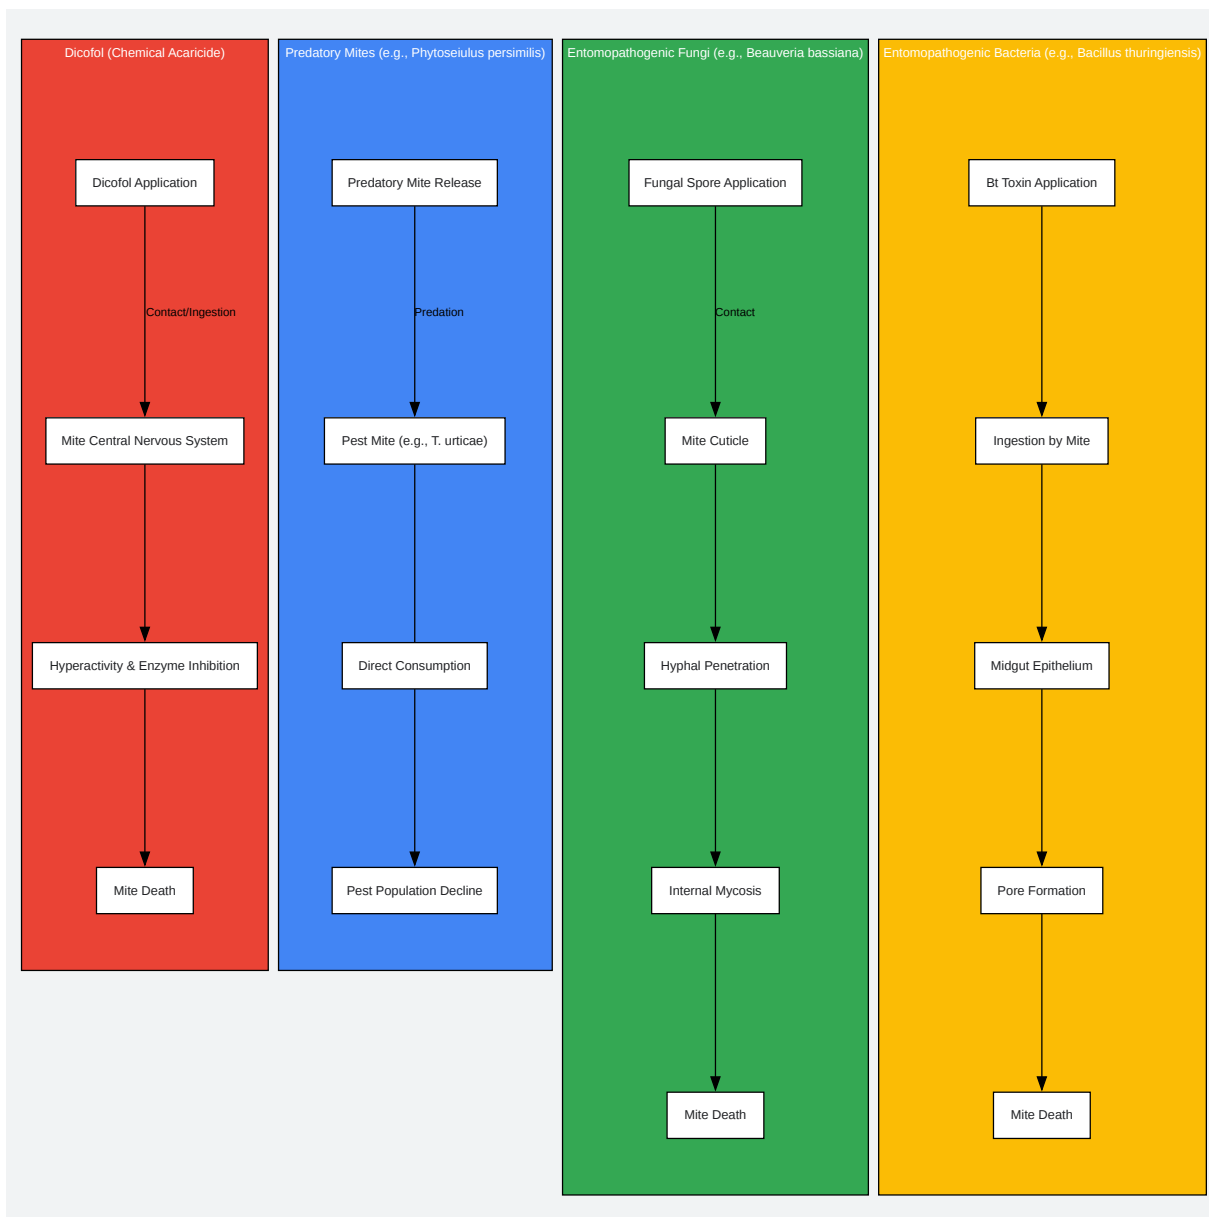 Dicofol (Chemical Acaricide)
Dicofol Application
Contact/Ingestion
Mite Central Nervous System
Hyperactivity & Enzyme Inhibition
Mite Death
Predatory Mites (e.g., Phytoseiulus persimilis)
Predatory Mite Release
Predation
Pest Mite (e.g., T. urticae)
Direct Consumption
Pest Population Decline
Entomopathogenic Fungi (e.g., Beauveria bassiana)
Fungal Spore Application
Contact
Mite Cuticle
Hyphal Penetration
Internal Mycosis
Mite Death
Entomopathogenic Bacteria (e.g., Bacillus thuringiensis)
Bt Toxin Application
Ingestion by Mite
Midgut Epithelium
Pore Formation
Mite Death